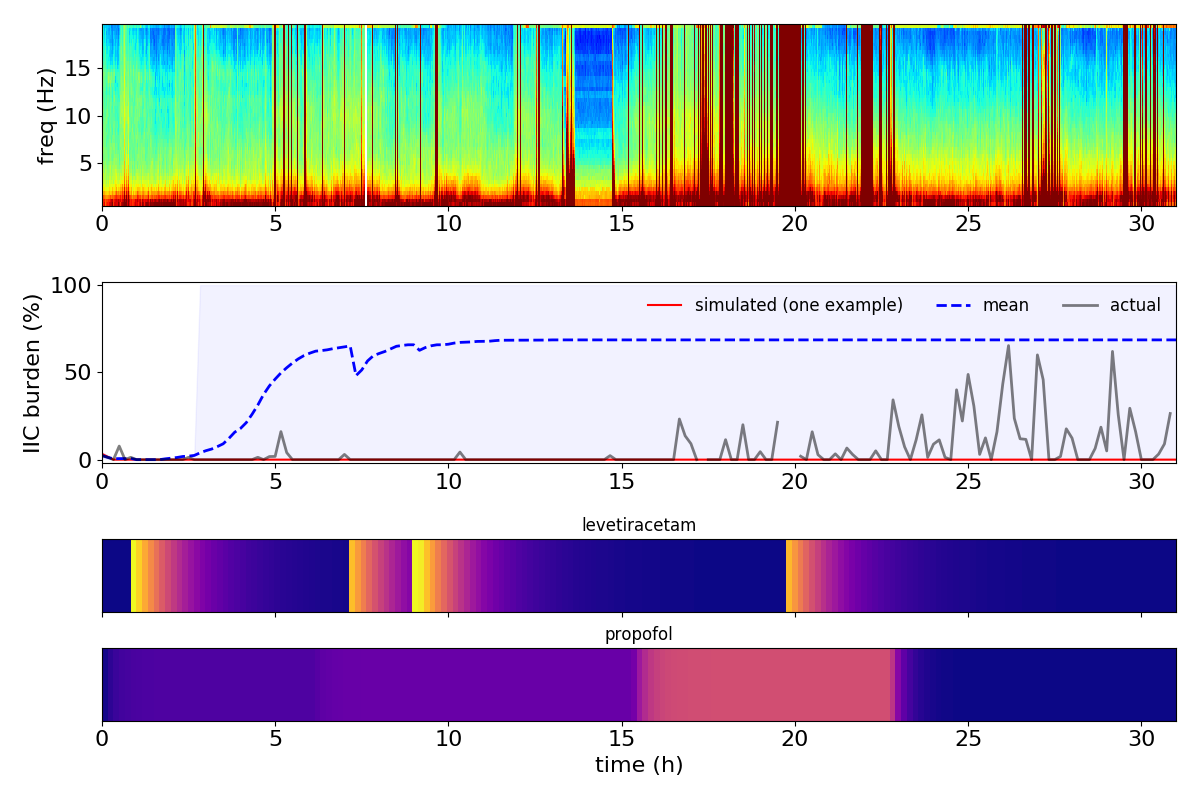 freq (Hz)
15
10
5
0 5 10 15 20 25 30
IIC burden (%)
100
50
0
simulated (one example) mean actual
0 5 10 15 20 25 30
levetiracetam
propofol
0 5 10 15 20 25 30
time (h)